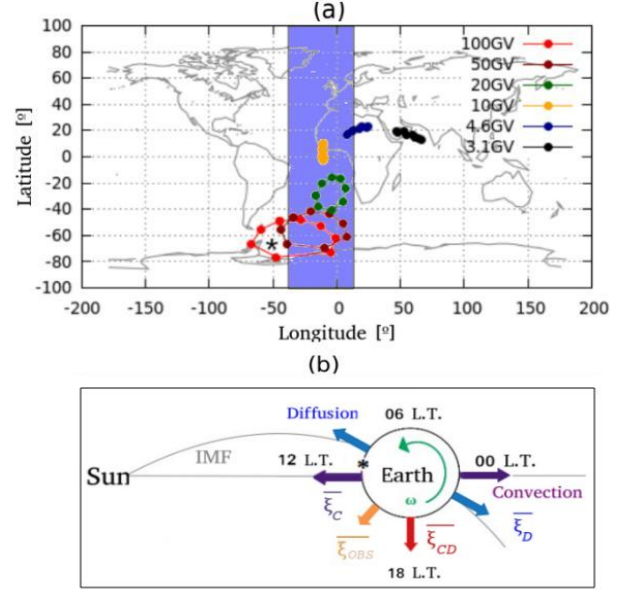 (a)
100
80
60
40
20
0
-20
-40
-60
-80
-100
Latitude [º]
100GV
50GV
20GV
10GV
4.6GV
3.1GV
*
-200 -150 -100 -50 0 50 100 150 200
Longitude [º]
(b)
Diffusion 06 L.T.
IMF 12 L.T. 00 L.T.
Sun * Earth
Convection
ω
ξC ξOBS ξCD ξD
18 L.T.